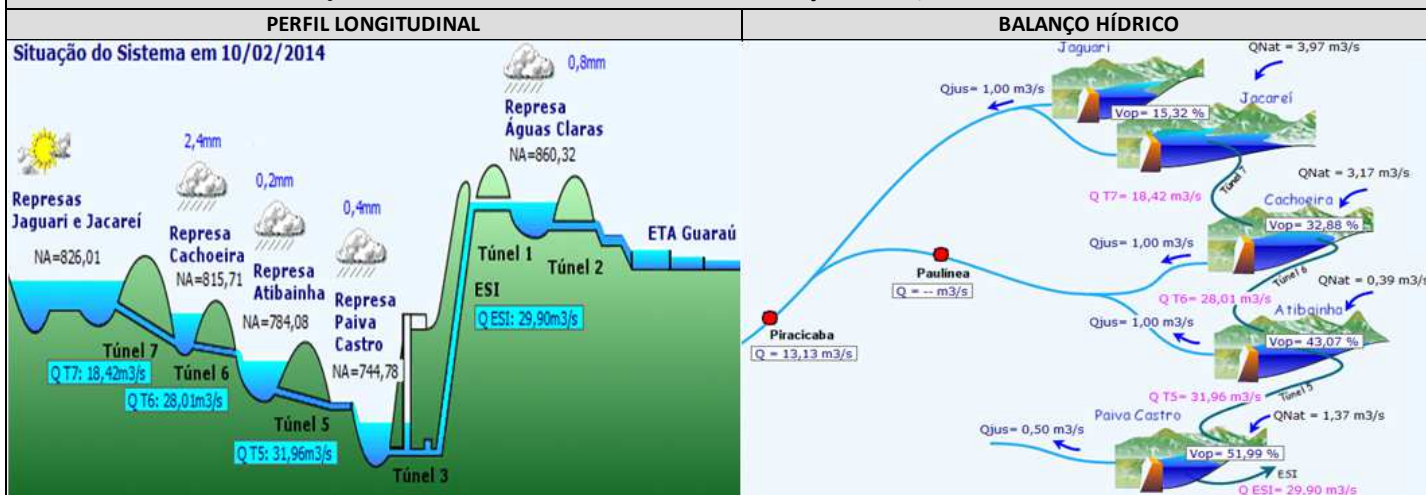 PERFIL LONGITUDINAL
BALANÇO HÍDRICO
Situação do Sistema em 10/02/2014
0,8mm
Represa
Águas Claras
NA=860,32
2,4mm
0,2mm
0,4mm
Represas
Jaguari e Jacareí
NA=826,01
Represa
Cachoeira
NA=815,71
Represa
Atibainha
NA=784,08
Represa
Paiva
Castro
NA=744,78
Túnel 1
Túnel 2
ETA Guaraú
ESI
Q ESI: 29,90m3/s
Túnel 7
Q T7: 18,42m3/s
Túnel 6
Q T6: 28,01m3/s
Túnel 5
Q T5: 31,96m3/s
Túnel 3
Jaguari
QNat = 3,97 m3/s
Qjus= 1,00 m3/s
Jacareí
Vop= 15,32 %
Túnel 7
QNat= 3,17 m3/s
Q T7= 18,42 m3/s
Cachoeira
Vop= 32,88 %
Qjus= 1,00 m3/s
Túnel 6
Paulínea
Q = -- m3/s
Q T6= 28,01 m3/s
QNat= 0,39 m3/s
Atibainha
Qjus= 1,00 m3/s
Vop= 43,07 %
Piracicaba
Q = 13,13 m3/s
Túnel 5
Q T5= 31,96 m3/s
Paiva Castro
QNat= 1,37 m3/s
Qjus= 0,50 m3/s
Vop= 51,99 %
ESI
Q ESI= 29,90 m3/s